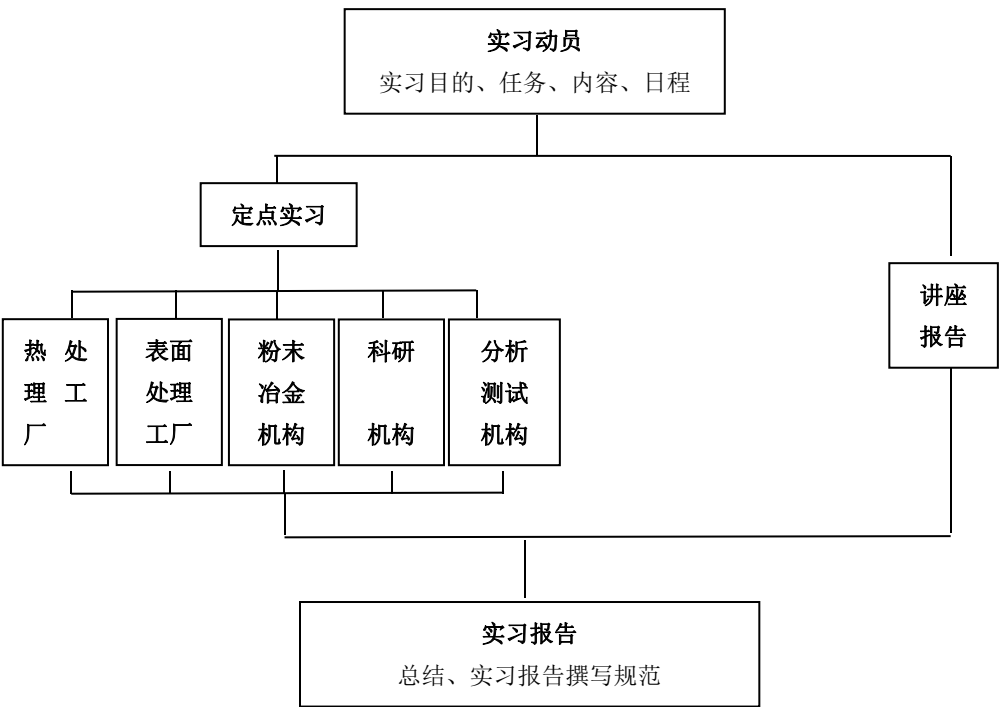 实习动员
实习目的、任务、内容、日程
定点实习
讲座
报告
热 处
理 工
厂
表面
处理
工厂
粉末
冶金
机构
科研
机构
分析
测试
机构
实习报告
总结、实习报告撰写规范